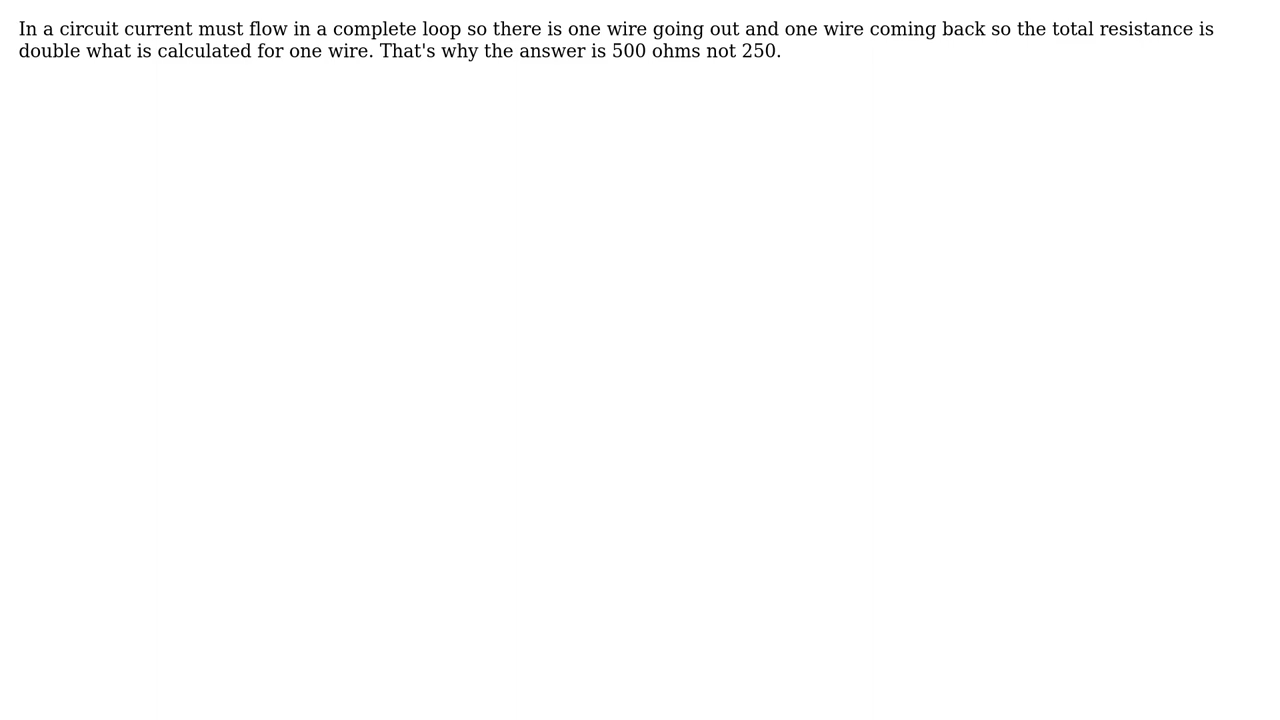 In a circuit current must flow in a complete loop so there is one wire going out and one wire coming back so the total resistance is
double what is calculated for one wire. That's why the answer is 500 ohms not 250.